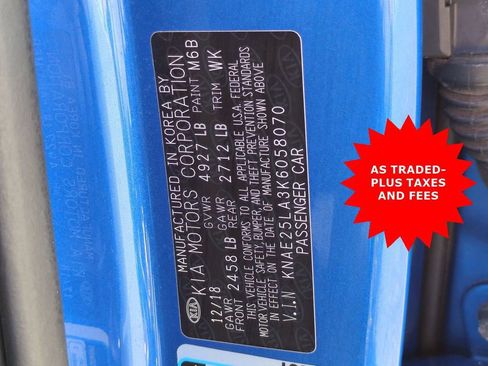 MANUFACTURED IN KOREA BY
KIA MOTORS CORPORATION
12/18 GVWR 4927 LB PAINT M6B
GAWR FRONT 2458 LB GAWR REAR 2712 LB TRIM WK
THIS VEHICLE CONFORMS TO ALL APPLICABLE U.S.A. FEDERAL
MOTOR VEHICLE SAFETY, BUMPER, AND THEFT PREVENTION STANDARDS
IN EFFECT ON THE DATE OF MANUFACTURE SHOWN ABOVE
V.I.N KNAE25LA3K6058070
PASSENGER CAR
KIA
AS TRADED-
PLUS TAXES
AND FEES